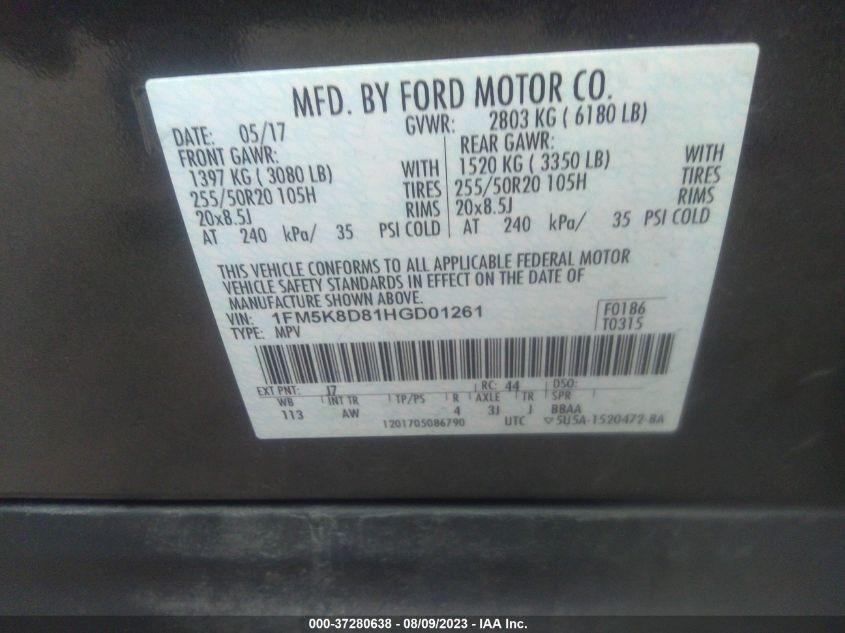 MFD. BY FORD MOTOR CO.
DATE: 05/17 GVWR: 2803 KG ( 6180 LB)
FRONT GAWR: REAR GAWR:
1397 KG ( 3080 LB) WITH 1520 KG ( 3350 LB) WITH
255/50R20 105H TIRES 255/50R20 105H TIRES
20x8.5J RIMS 20x8.5J RIMS
AT 240 kPa/ 35 PSI COLD AT 240 kPa/ 35 PSI COLD
THIS VEHICLE CONFORMS TO ALL APPLICABLE FEDERAL MOTOR
VEHICLE SAFETY STANDARDS IN EFFECT ON THE DATE OF
MANUFACTURE SHOWN ABOVE.
VIN: 1FM5K8D81HGD01261 F0186
TYPE: MPV T0315
EXT PNT: J7 RC: 44 DSO:
WB INT TR TP/PS R AXLE TR SPR
113 AW 4 3J J BBAA
1201705086790 UTC ▽5U5A-1520472-BA
000-37280638 - 08/09/2023 - IAA Inc.